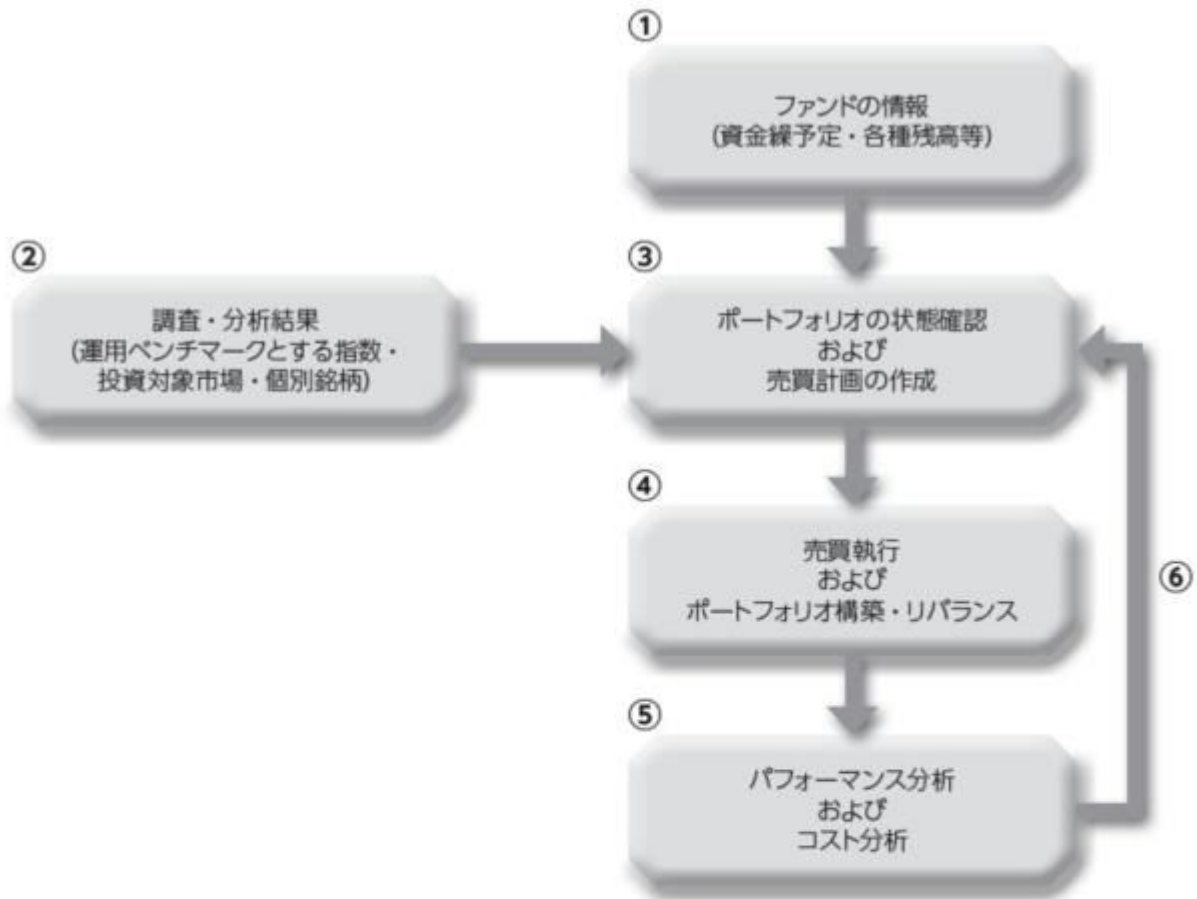 ①
ファンドの情報
(資金繰予定・各種残高等)
②
調査・分析結果
(運用ベンチマークとする指数・
投資対象市場・個別銘柄)
③
ポートフォリオの状態確認
および
売買計画の作成
④
売買執行
および
ポートフォリオ構築・リバランス
⑥
⑤
パフォーマンス分析
および
コスト分析